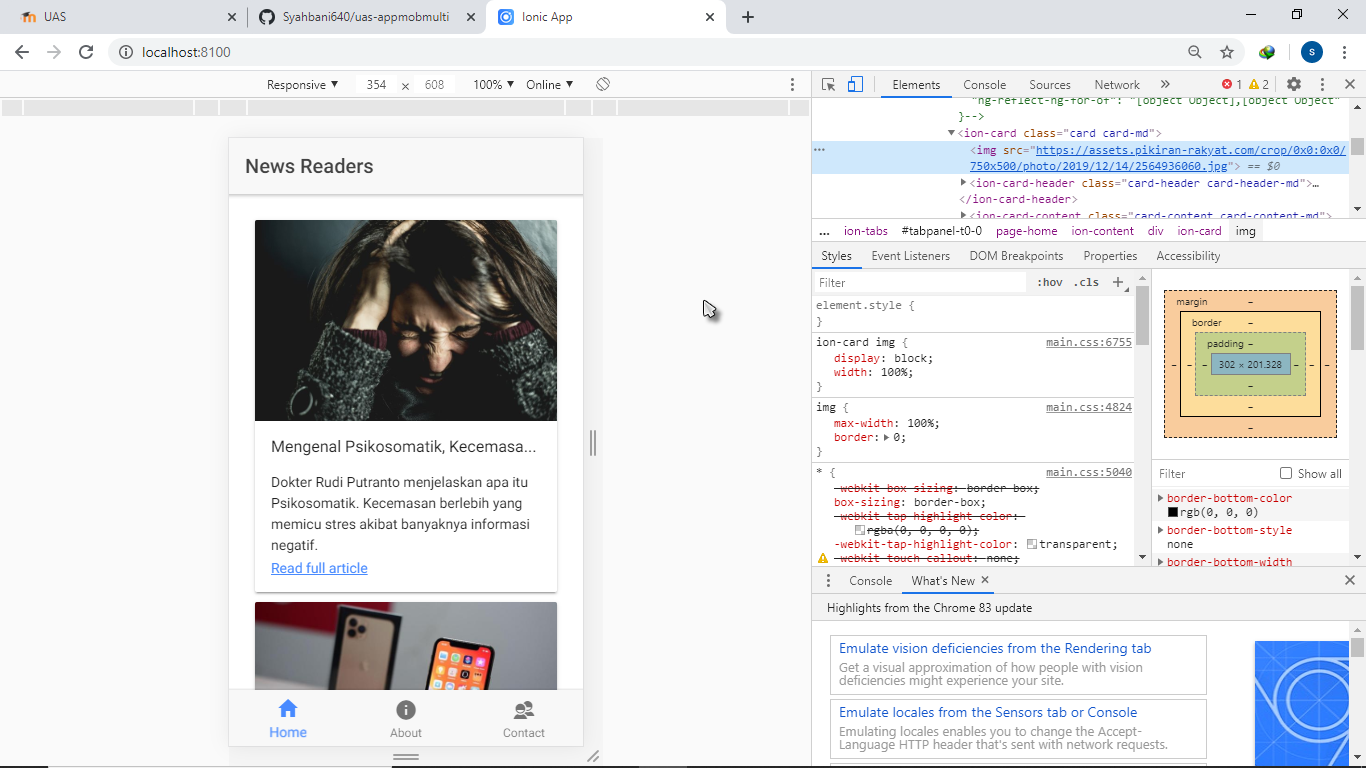 UAS
Syahbani640/uas-appmobmulti
Ionic App
localhost:8100
s
Responsive ▼ 354 × 608 100% ▼ Online ▼
Elements Console Sources Network » 1 2
"ng-reflect-ng-for-of": "[object Object],[object Object"
}-->
▼<ion-card class="card card-md">
… <img src="https://assets.pikiran-rakyat.com/crop/0x0:0x0/
750x500/photo/2019/12/14/2564936060.jpg"> == $0
▶<ion-card-header class="card-header card-header-md">…
</ion-card-header>
▶<ion-card-content class="card-content card-content-md">
… ion-tabs #tabpanel-t0-0 page-home ion-content div ion-card img
Styles Event Listeners DOM Breakpoints Properties Accessibility
Filter :hov .cls +
element.style {
}
ion-card img { main.css:6755
display: block;
width: 100%;
}
img { main.css:4824
max-width: 100%;
border: ▶ 0;
}
* { main.css:5040
-webkit-box-sizing: border-box;
box-sizing: border-box;
-webkit-tap-highlight-color:
rgba(0, 0, 0, 0);
-webkit-tap-highlight-color: transparent;
-webkit-touch-callout: none;
margin –
border –
padding –
– – – 302 × 201.328 – – –
–
–
–
Filter Show all
▶ border-bottom-color
rgb(0, 0, 0)
▶ border-bottom-style
none
▶ border-bottom-width
Console What's New ×
Highlights from the Chrome 83 update
Emulate vision deficiencies from the Rendering tab
Get a visual approximation of how people with vision
deficiencies might experience your site.
Emulate locales from the Sensors tab or Console
Emulating locales enables you to change the Accept-
Language HTTP header that's sent with network requests.
News Readers
Mengenal Psikosomatik, Kecemasa...
Dokter Rudi Putranto menjelaskan apa itu
Psikosomatik. Kecemasan berlebih yang
memicu stres akibat banyaknya informasi
negatif.
Read full article
Home
About
Contact